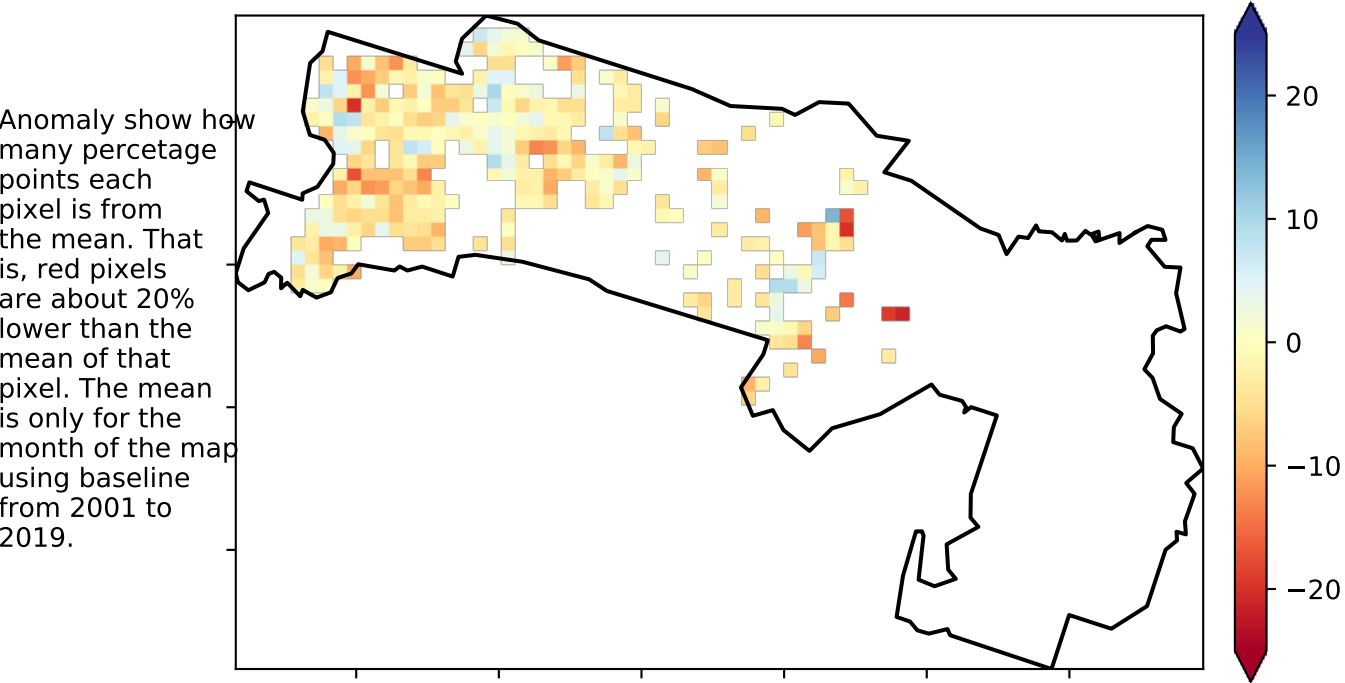 Anomaly show how
many percetage
points each
pixel is from
the mean. That
is, red pixels
are about 20%
lower than the
mean of that
pixel. The mean
is only for the
month of the map
using baseline
from 2001 to
2019.
20
10
0
−10
−20